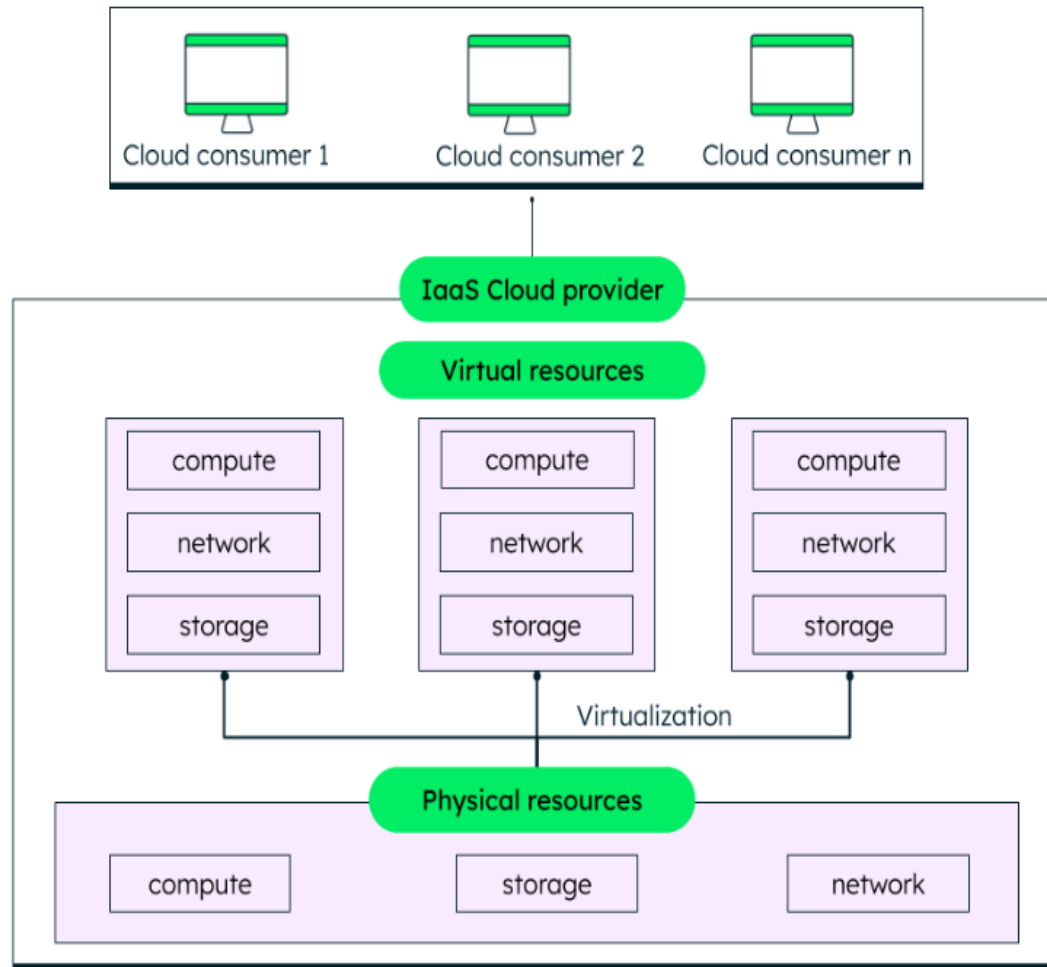 Cloud consumer 1
Cloud consumer 2
Cloud consumer n
IaaS Cloud provider
Virtual resources
compute
network
storage
compute
network
storage
compute
network
storage
Virtualization
Physical resources
compute
storage
network